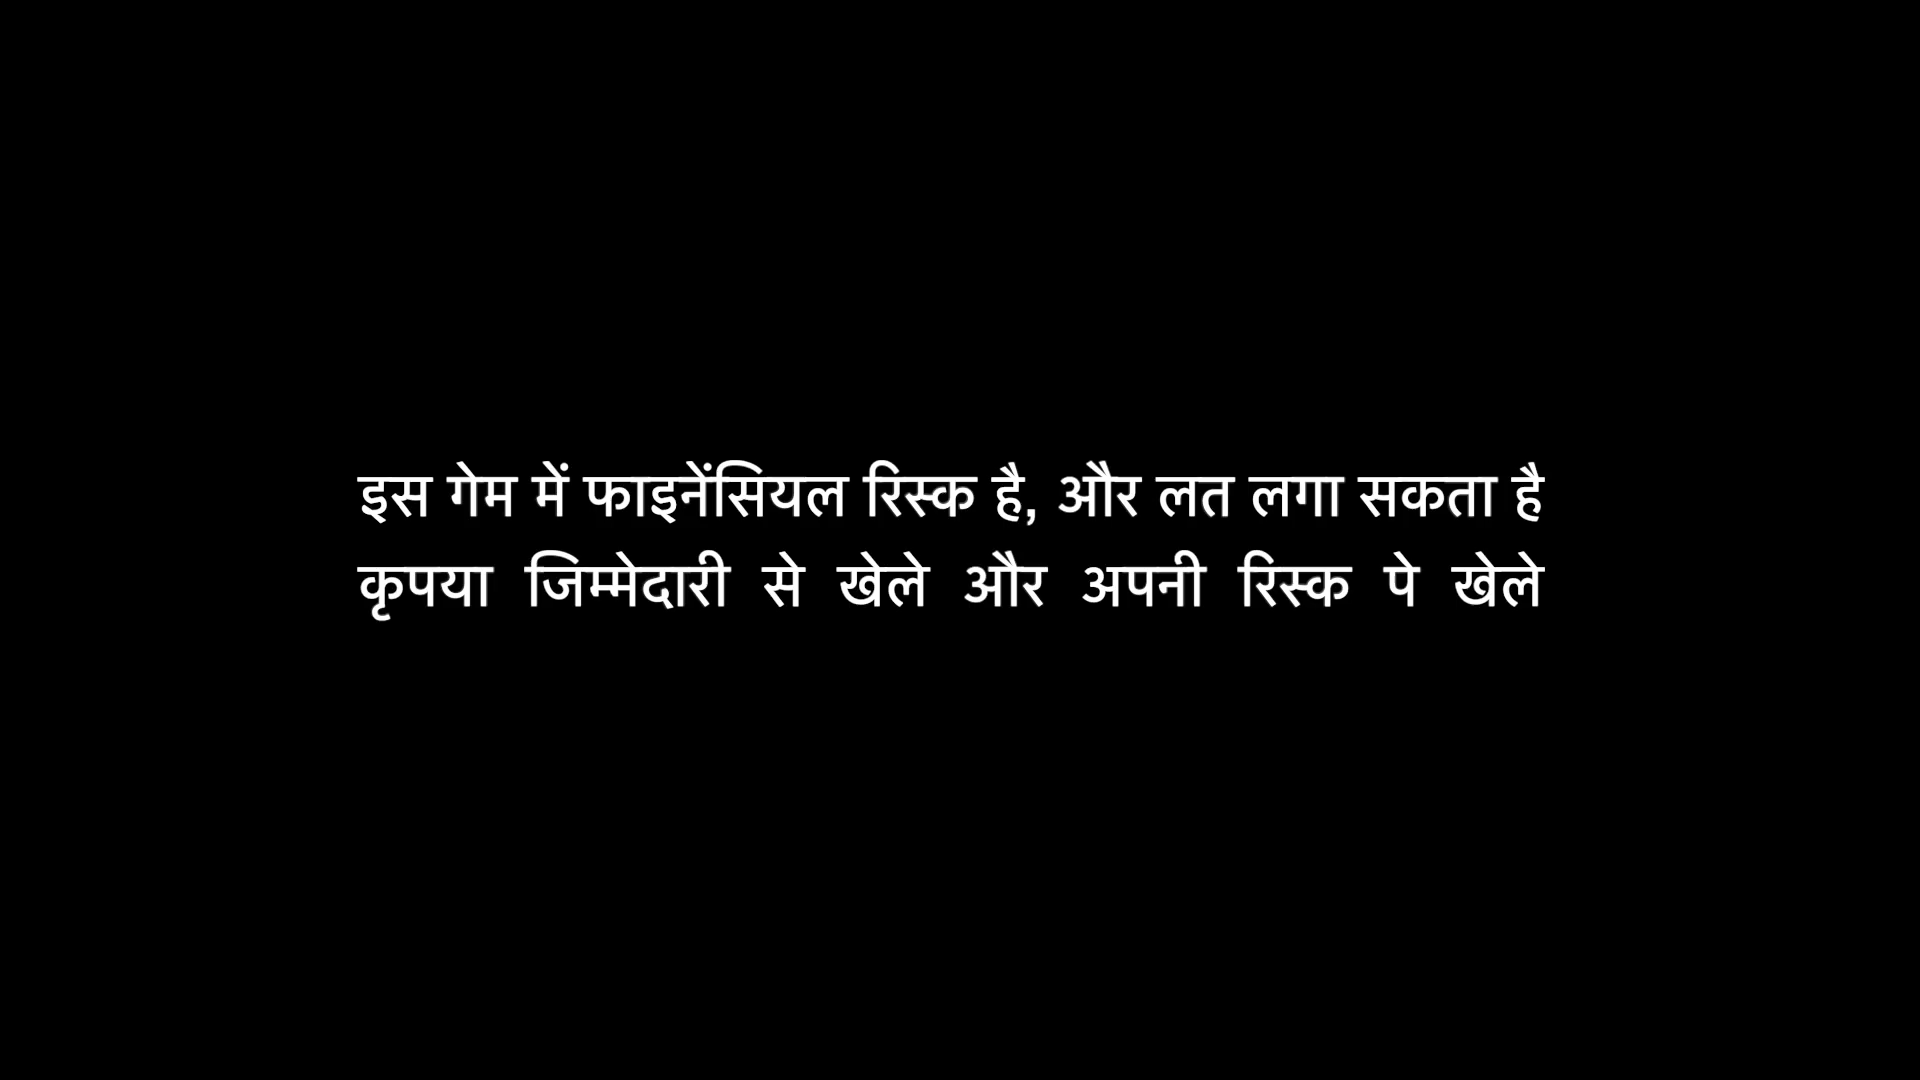 इस गेम में फाइनेंसियल रिस्क है, और लत लगा सकता है
कृपया जिम्मेदारी से खेले और अपनी रिस्क पे खेले